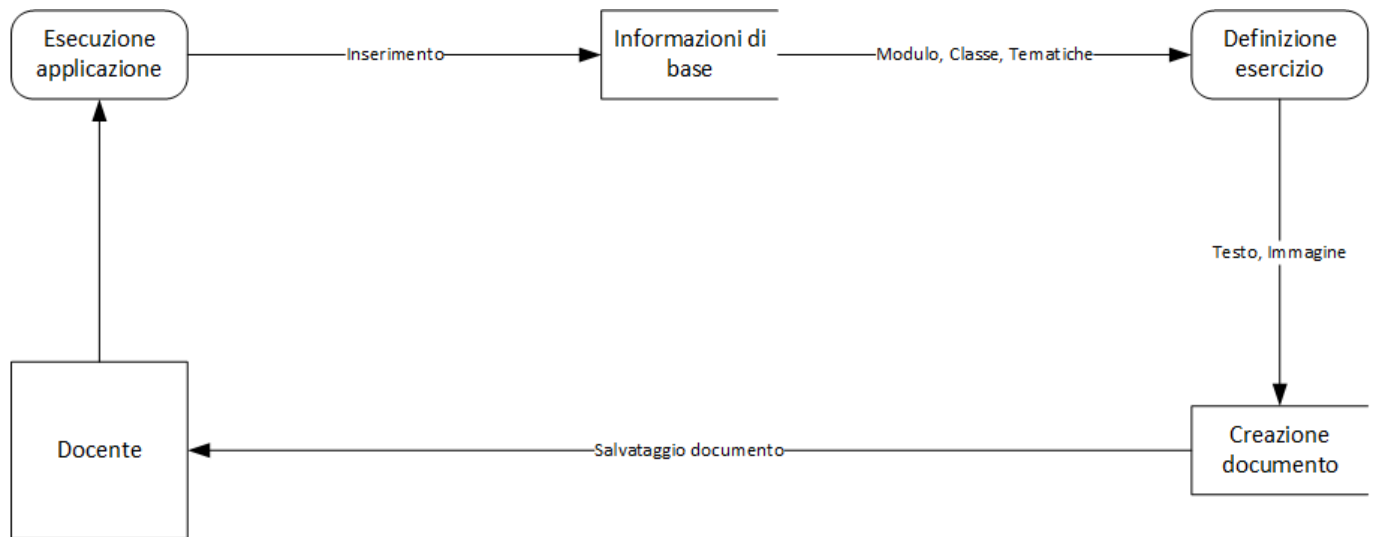 Esecuzione
applicazione
Inserimento
Informazioni di
base
Modulo, Classe, Tematiche
Definizione
esercizio
Testo, Immagine
Docente
Salvataggio documento
Creazione
documento